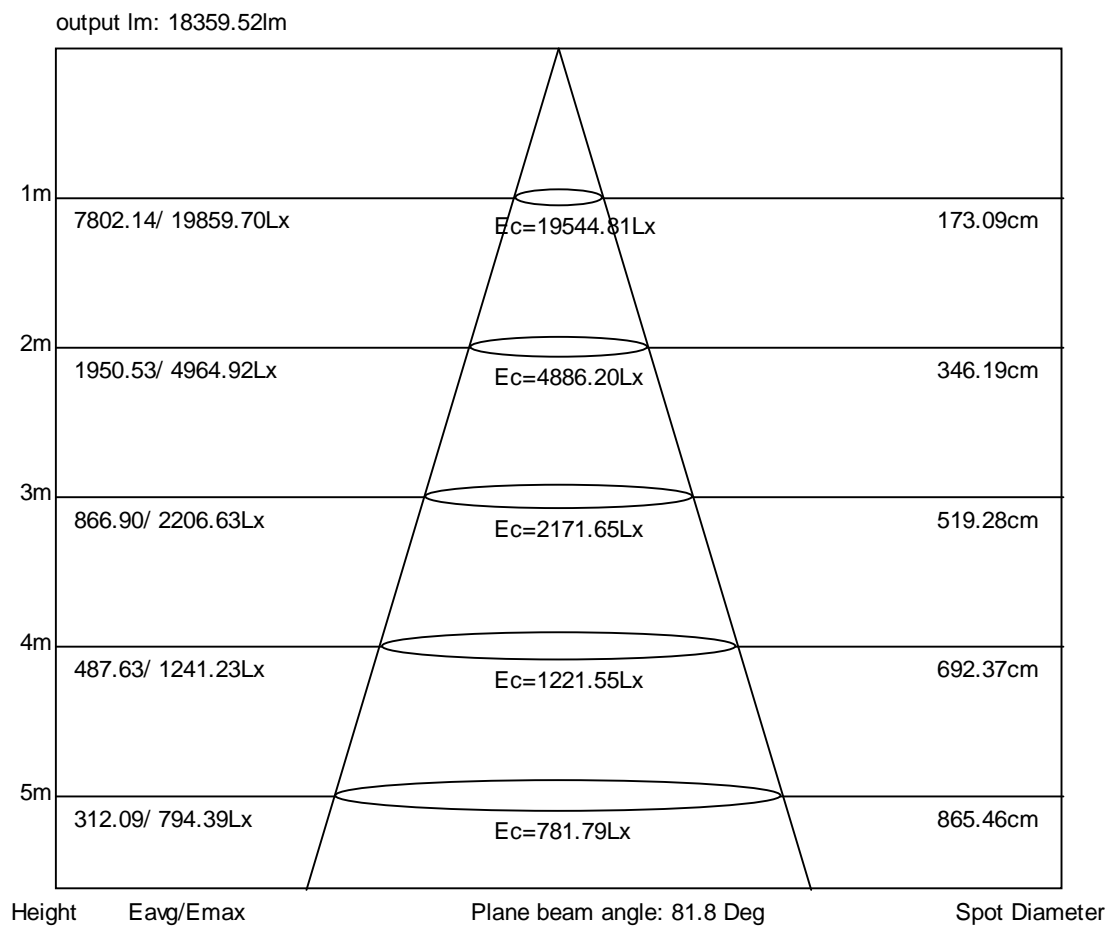 output lm: 18359.52lm
1m
7802.14/ 19859.70Lx
Ec=19544.81Lx
173.09cm
2m
1950.53/ 4964.92Lx
Ec=4886.20Lx
346.19cm
3m
866.90/ 2206.63Lx
Ec=2171.65Lx
519.28cm
4m
487.63/ 1241.23Lx
Ec=1221.55Lx
692.37cm
5m
312.09/ 794.39Lx
Ec=781.79Lx
865.46cm
Height Eavg/Emax Plane beam angle: 81.8 Deg Spot Diameter